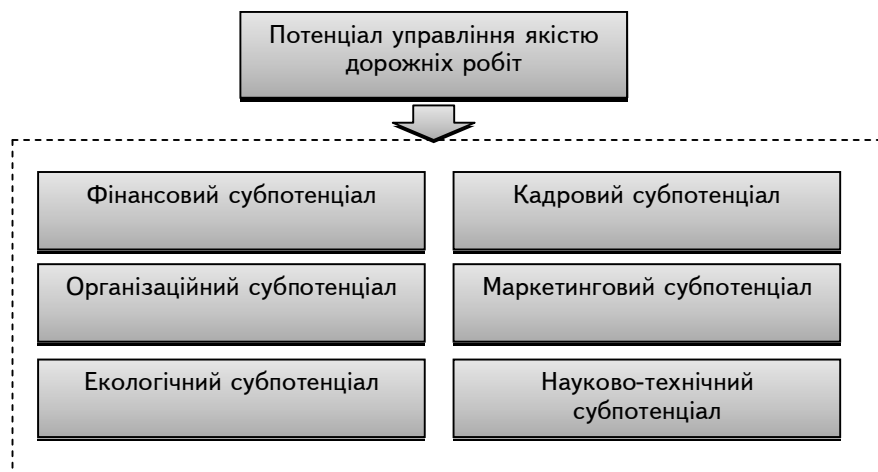 Потенціал управління якістю
дорожніх робіт
Фінансовий субпотенціал
Кадровий субпотенціал
Організаційний субпотенціал
Маркетинговий субпотенціал
Екологічний субпотенціал
Науково-технічний
субпотенціал